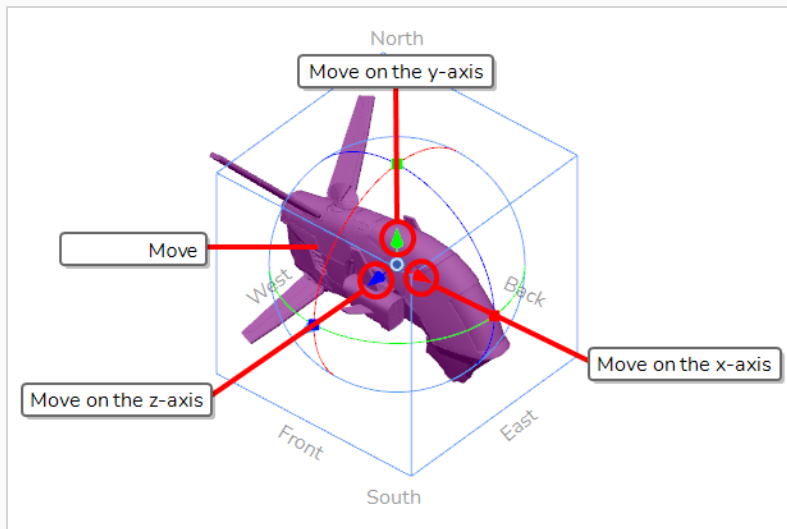 North
Move on the y-axis
Move
West
Back
Move on the x-axis
Move on the z-axis
Front
East
South